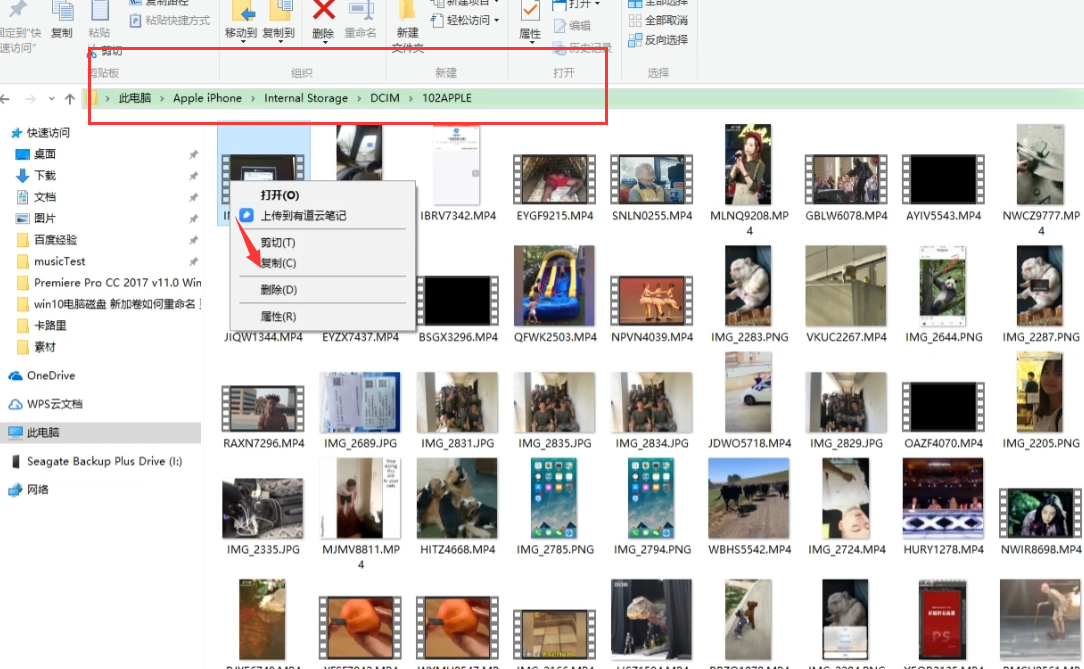 复制路径
新建项目
打开
全部选择
粘贴快捷方式
轻松访问
编辑
全部取消
复制
粘贴
剪切
移动到
复制到
删除
重命名
新建
文件夹
属性
历史记录
反向选择
速访问"
剪贴板
组织
新建
打开
选择
此电脑 > Apple iPhone > Internal Storage > DCIM > 102APPLE
快速访问
桌面
下载
文档
图片
百度经验
musicTest
Premiere Pro CC 2017 v11.0 Win
win10电脑磁盘 新加卷如何重命名
卡路里
素材
OneDrive
WPS云文档
此电脑
Seagate Backup Plus Drive (I:)
网络
打开(O)
上传到有道云笔记
剪切(T)
复制(C)
删除(D)
属性(R)
IBRV7342.MP4
EYGF9215.MP4
SNLN0255.MP4
MLNQ9208.MP4
GBLW6078.MP4
AYIV5543.MP4
NWCZ9777.MP4
JIQW1344.MP4
EYZX7437.MP4
BSGX3296.MP4
QFWK2503.MP4
NPVN4039.MP4
IMG_2283.PNG
VKUC2267.MP4
IMG_2644.PNG
IMG_2287.PNG
RAXN7296.MP4
IMG_2689.JPG
IMG_2831.JPG
IMG_2835.JPG
IMG_2834.JPG
JDWO5718.MP4
IMG_2829.JPG
OAZF4070.MP4
IMG_2205.PNG
IMG_2335.JPG
MJMV8811.MP4
HITZ4668.MP4
IMG_2785.PNG
IMG_2794.PNG
WBHS5542.MP4
IMG_2724.MP4
HURY1278.MP4
NWIR8698.MP4